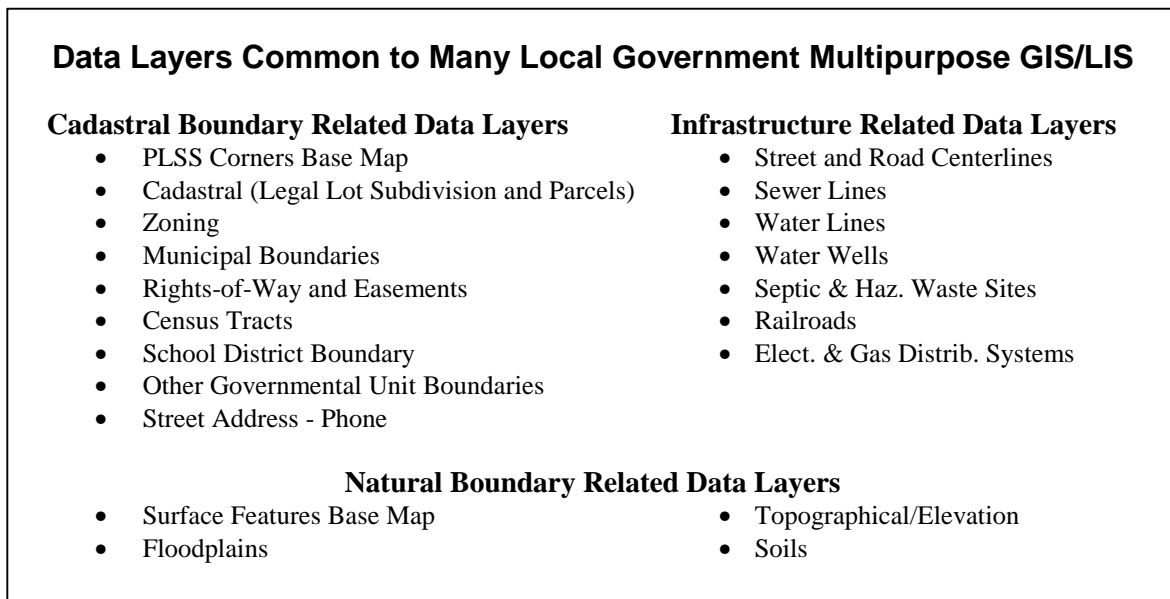 Data Layers Common to Many Local Government Multipurpose GIS/LIS
Cadastral Boundary Related Data Layers
• PLSS Corners Base Map
• Cadastral (Legal Lot Subdivision and Parcels)
• Zoning
• Municipal Boundaries
• Rights-of-Way and Easements
• Census Tracts
• School District Boundary
• Other Governmental Unit Boundaries
• Street Address - Phone
Infrastructure Related Data Layers
• Street and Road Centerlines
• Sewer Lines
• Water Lines
• Water Wells
• Septic & Haz. Waste Sites
• Railroads
• Elect. & Gas Distrib. Systems
Natural Boundary Related Data Layers
• Surface Features Base Map
• Floodplains
• Topographical/Elevation
• Soils